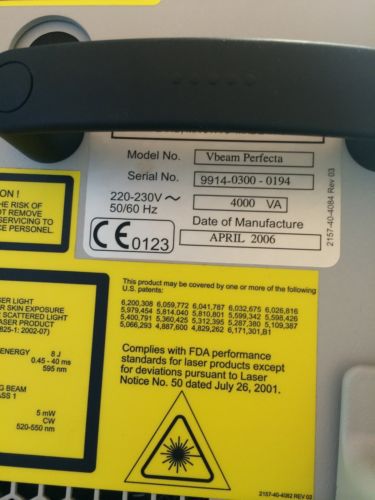 Model No. Vbeam Perfecta
Serial No. 9914-0300 - 0194
220-230V ~ 4000 VA
50/60 Hz
Date of Manufacture
APRIL 2006
CE 0123
2157-40-4084 Rev 03
ON !
THE RISK OF
NOT REMOVE
SERVICING TO
CE PERSONEL.
SER LIGHT
R SKIN EXPOSURE
SCATTERED LIGHT
ER PRODUCT
825-1: 2002-07)
ENERGY 8 J
0.45 - 40 ms
595 nm
NG BEAM
ASS 1
5 mW
CW
520-550 nm
This product may be covered by one or more of the following
U.S. patents:
6,200,308 6,059,772 6,041,787 6,032,675 6,026,816
5,979,454 5,814,040 5,810,801 5,599,342 5,598,426
5,400,791 5,360,425 5,312,395 5,287,380 5,109,387
5,066,293 4,887,600 4,829,262 6,171,301,B1
Complies with FDA performance
standards for laser products except
for deviations pursuant to Laser
Notice No. 50 dated July 26, 2001.
2157-40-4082 REV 03